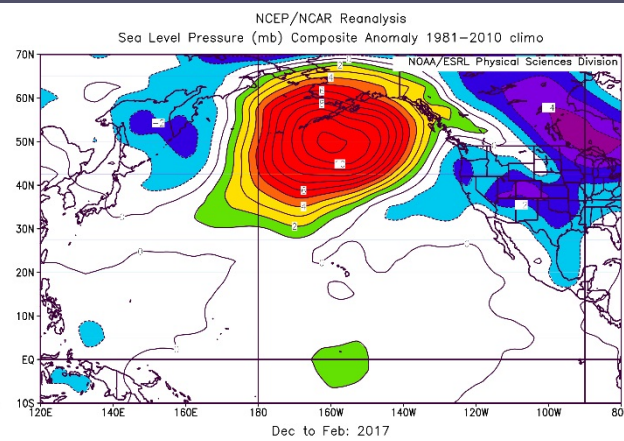 NCEP/NCAR Reanalysis
Sea Level Pressure (mb) Composite Anomaly 1981–2010 climo
NOAA/ESRL Physical Sciences Division
70N
60N
50N
40N
30N
20N
10N
EQ
10S
120E 140E 160E 180 160W 140W 120W 100W 80W
Dec to Feb: 2017